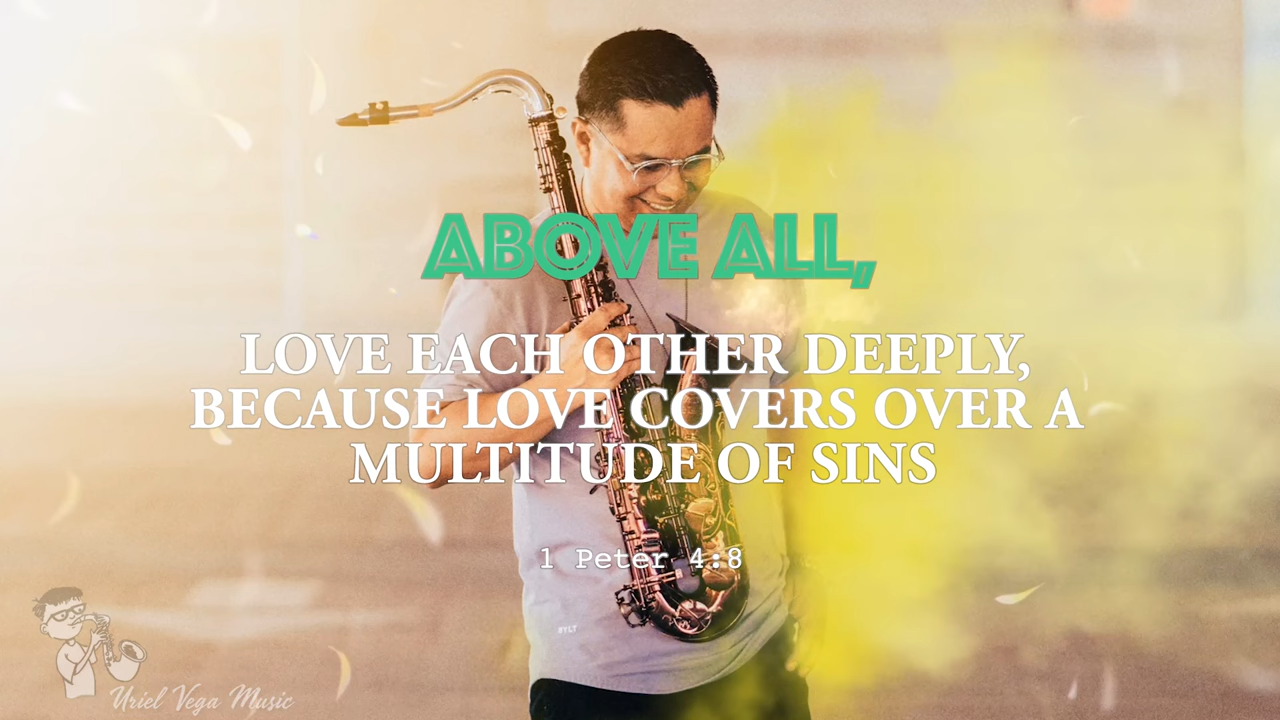 ABOVE ALL,
LOVE EACH OTHER DEEPLY,
BECAUSE LOVE COVERS OVER A
MULTITUDE OF SINS
1 Peter 4:8
SYLT
Uriel Vega Music